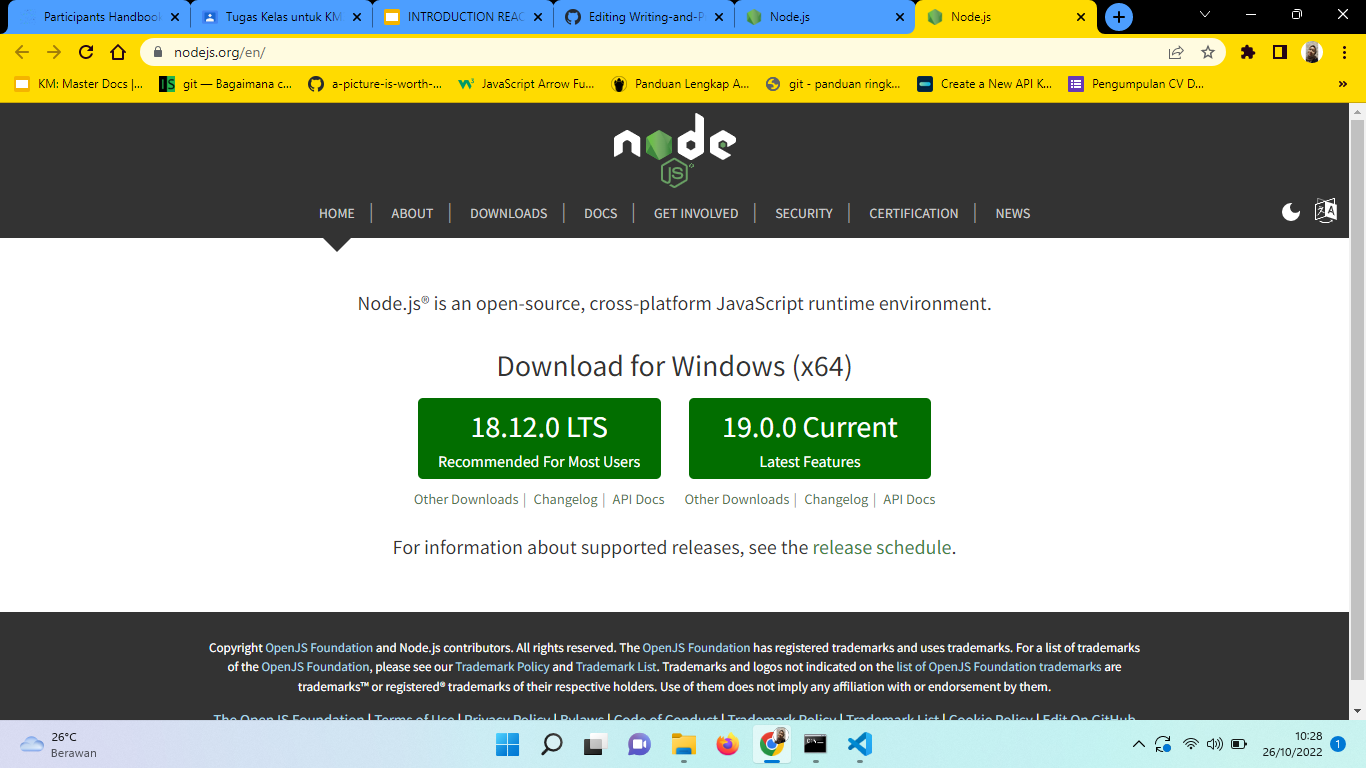 Participants Handbook
Tugas Kelas untuk KM
INTRODUCTION REAC
Editing Writing-and-P
Node.js
Node.js
nodejs.org/en/
KM: Master Docs |...
git — Bagaimana c...
a-picture-is-worth-...
JavaScript Arrow Fu...
Panduan Lengkap A...
git - panduan ringk...
Create a New API K...
Pengumpulan CV D...
»
node
JS
HOME | ABOUT | DOWNLOADS | DOCS | GET INVOLVED | SECURITY | CERTIFICATION | NEWS
Node.js® is an open-source, cross-platform JavaScript runtime environment.
Download for Windows (x64)
18.12.0 LTS
Recommended For Most Users
19.0.0 Current
Latest Features
Other Downloads | Changelog | API Docs
Other Downloads | Changelog | API Docs
For information about supported releases, see the release schedule.
Copyright OpenJS Foundation and Node.js contributors. All rights reserved. The OpenJS Foundation has registered trademarks and uses trademarks. For a list of trademarks
of the OpenJS Foundation, please see our Trademark Policy and Trademark List. Trademarks and logos not indicated on the list of OpenJS Foundation trademarks are
trademarks™ or registered® trademarks of their respective holders. Use of them does not imply any affiliation with or endorsement by them.
The OpenJS Foundation | Terms of Use | Privacy Policy | Bylaws | Code of Conduct | Trademark Policy | Trademark List | Cookie Policy | Edit On GitHub
26°C
Berawan
10:28
26/10/2022
1